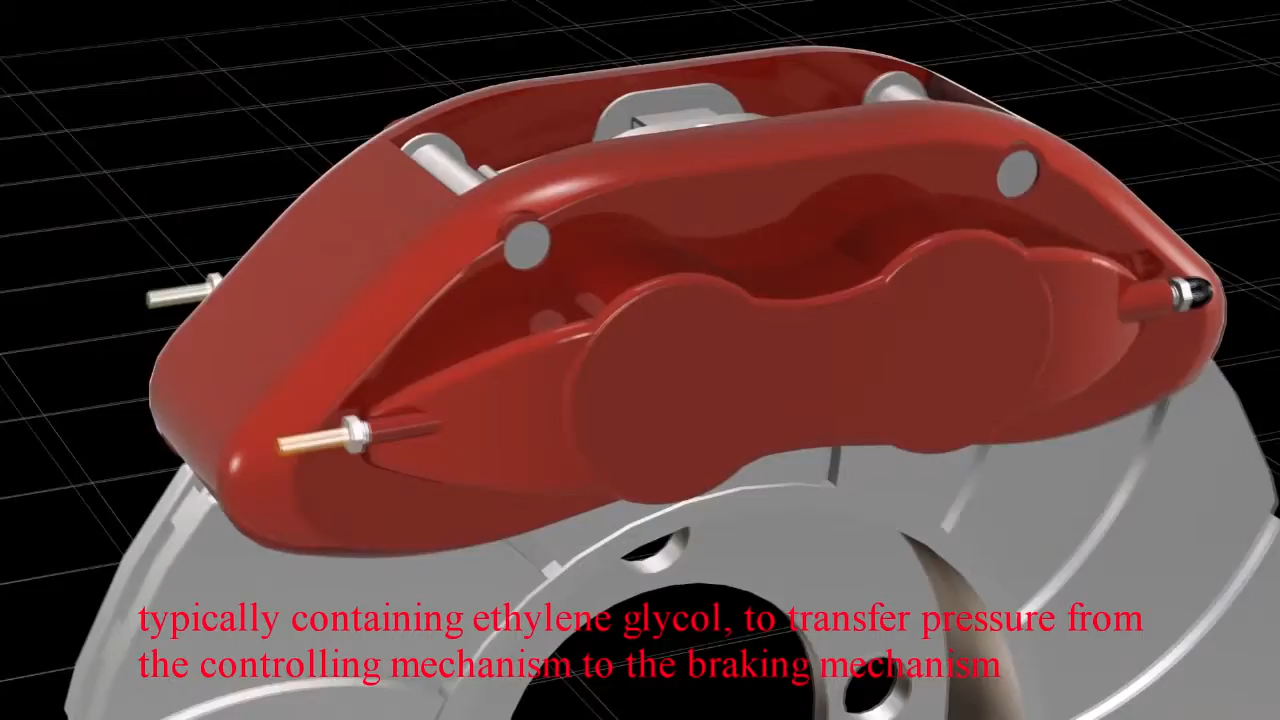 typically containing ethylene glycol, to transfer pressure from
the controlling mechanism to the braking mechanism